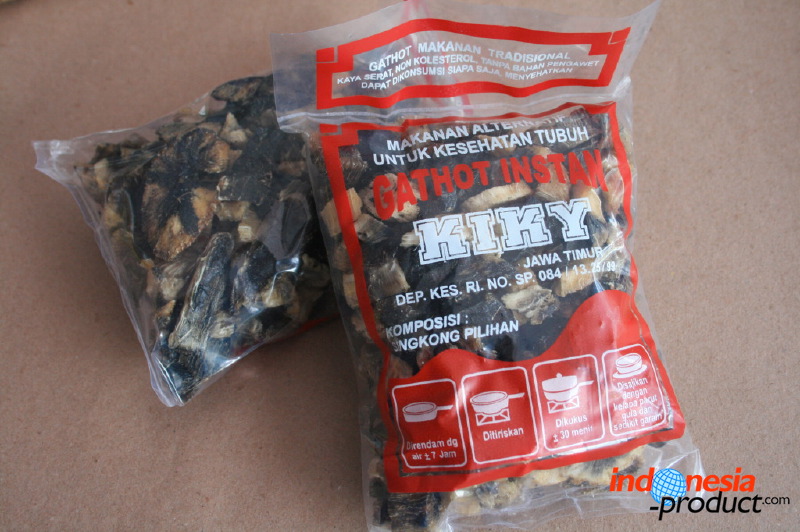 GATHOT MAKANAN TRADISIONAL
KAYA SERAT, NON KOLESTEROL, TANPA BAHAN PENGAWET
DAPAT DIKONSUMSI SIAPA SAJA, MENYEHATKAN
MAKANAN ALTERNATIF
UNTUK KESEHATAN TUBUH
GATHOT INSTAN
KIKY
JAWA TIMUR
DEP. KES. RI. NO. SP. 084 / 13.25 / 99
KOMPOSISI :
SINGKONG PILIHAN
Direndam dg
air ± 7 Jam
Ditiriskan
Dikukus
± 30 menit
Disajikan
dengan
kelapa parut
gula dan
sedikit garam
indonesia
-product.com